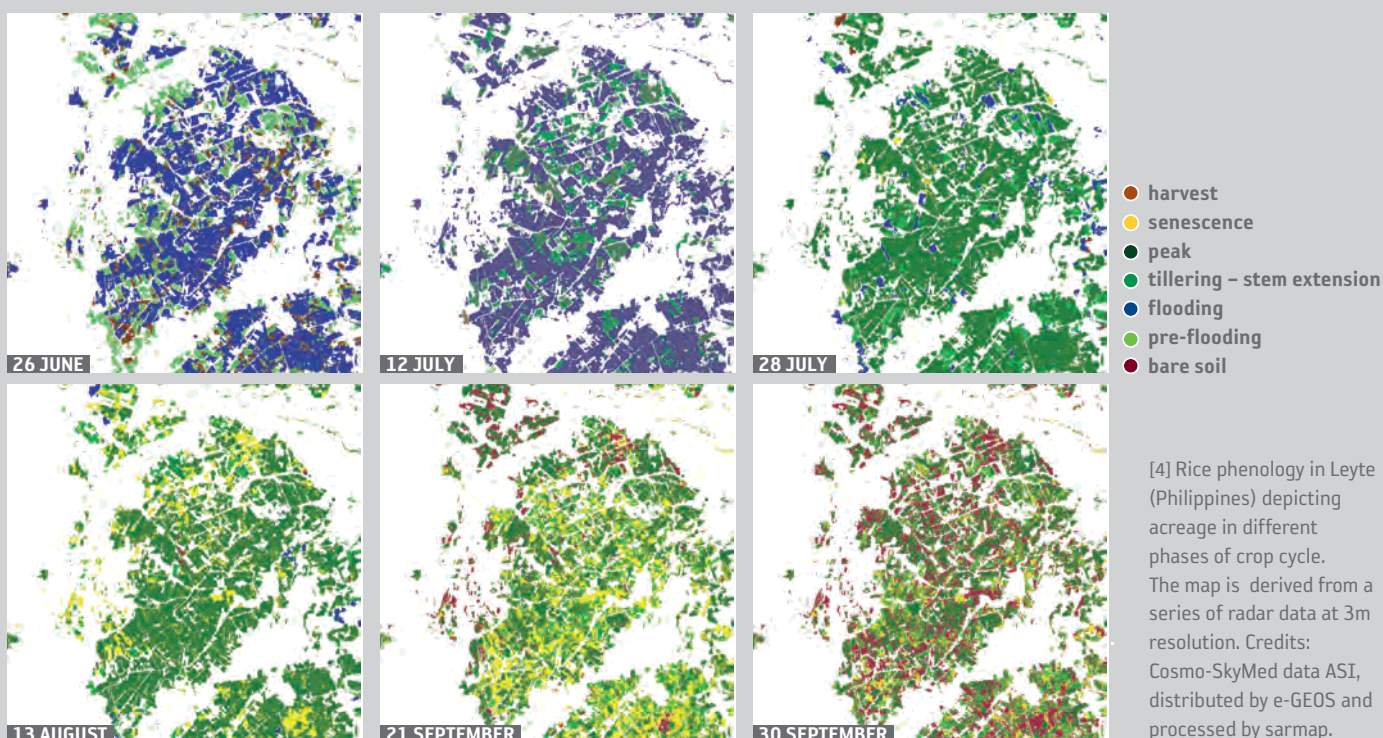 26 JUNE
12 JULY
28 JULY
harvest
senescence
peak
tillering – stem extension
flooding
pre-flooding
bare soil
13 AUGUST
21 SEPTEMBER
30 SEPTEMBER
[4] Rice phenology in Leyte
(Philippines) depicting
acreage in different
phases of crop cycle.
The map is derived from a
series of radar data at 3m
resolution. Credits:
Cosmo-SkyMed data ASI,
distributed by e-GEOS and
processed by sarmap.